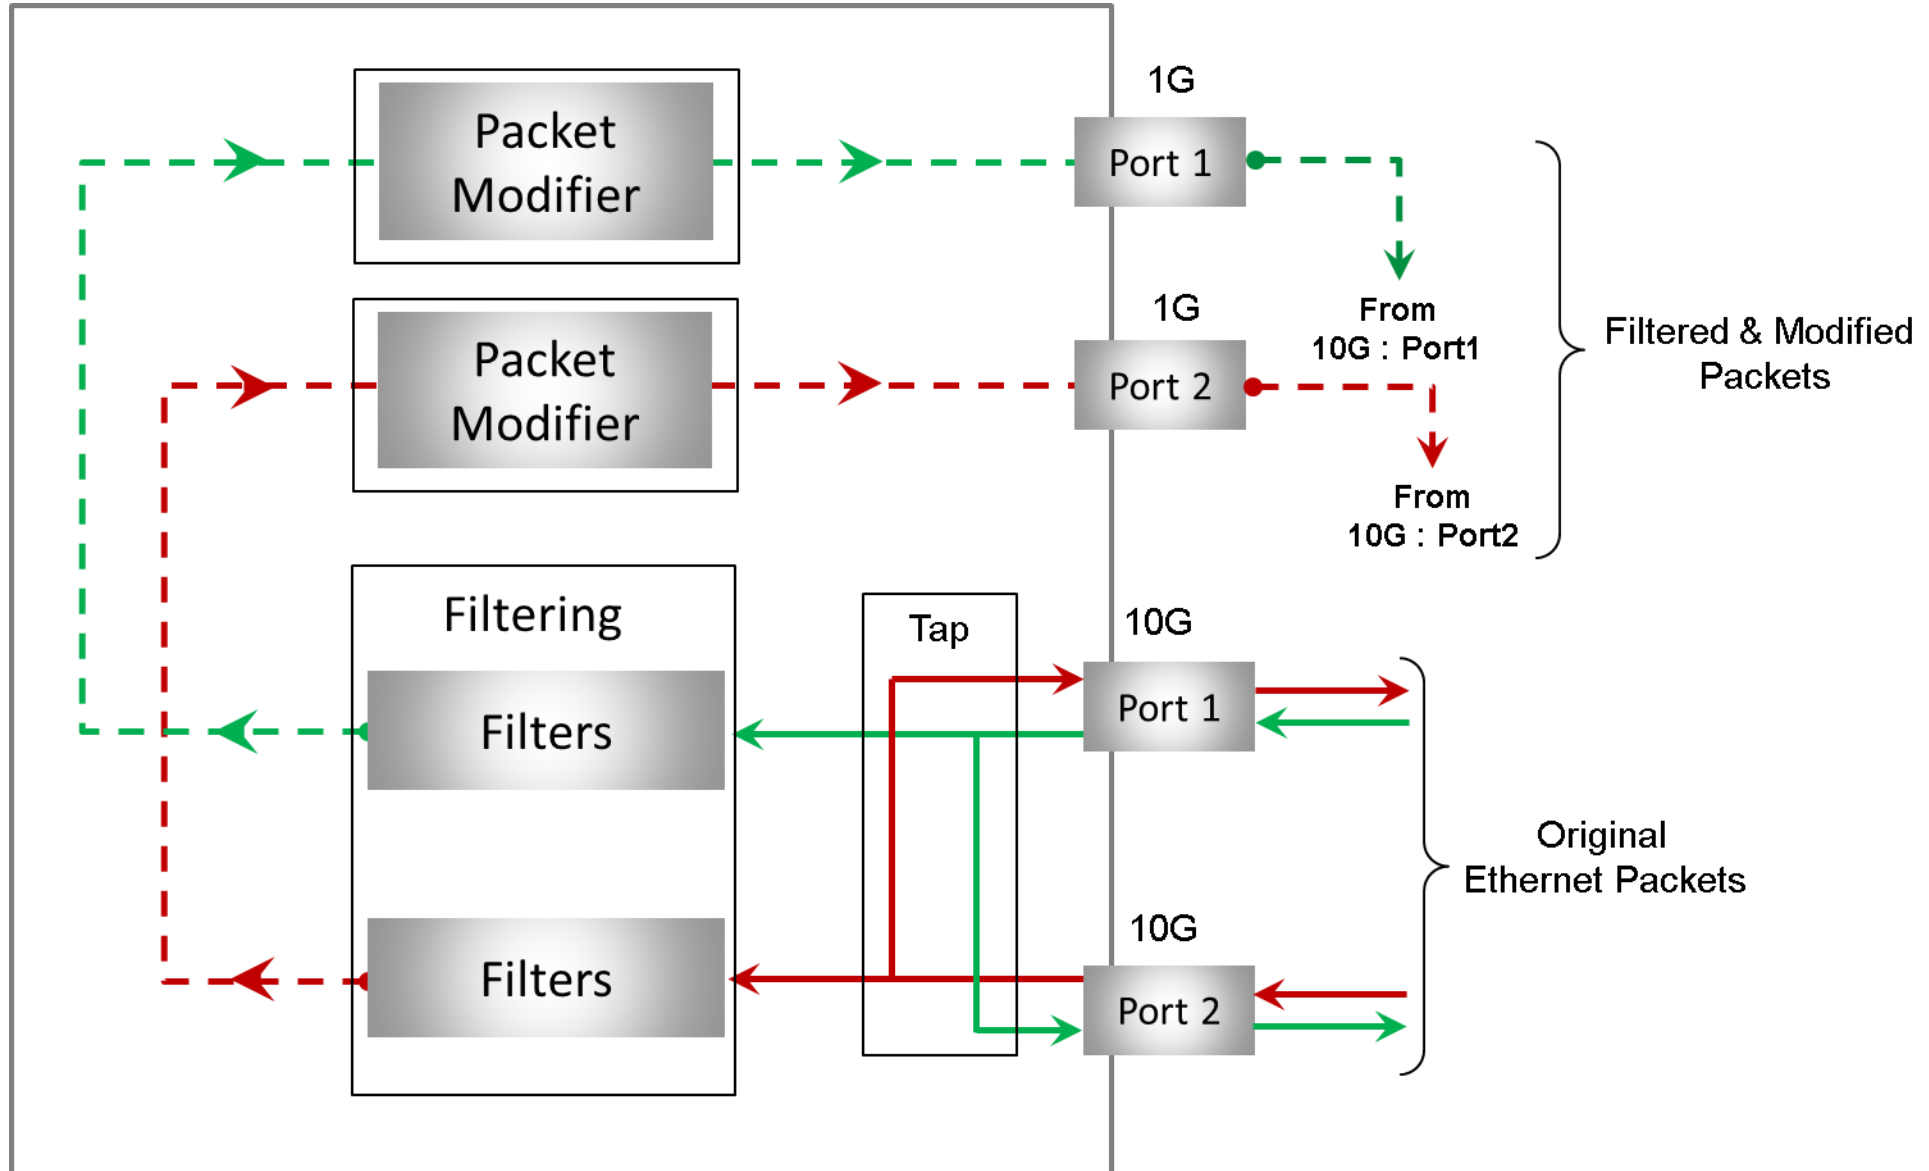 1G
Packet
Modifier
Port 1
1G
From
10G : Port1
Filtered & Modified
Packets
Packet
Modifier
Port 2
From
10G : Port2
Filtering
Tap
10G
Filters
Port 1
Original
Ethernet Packets
10G
Filters
Port 2